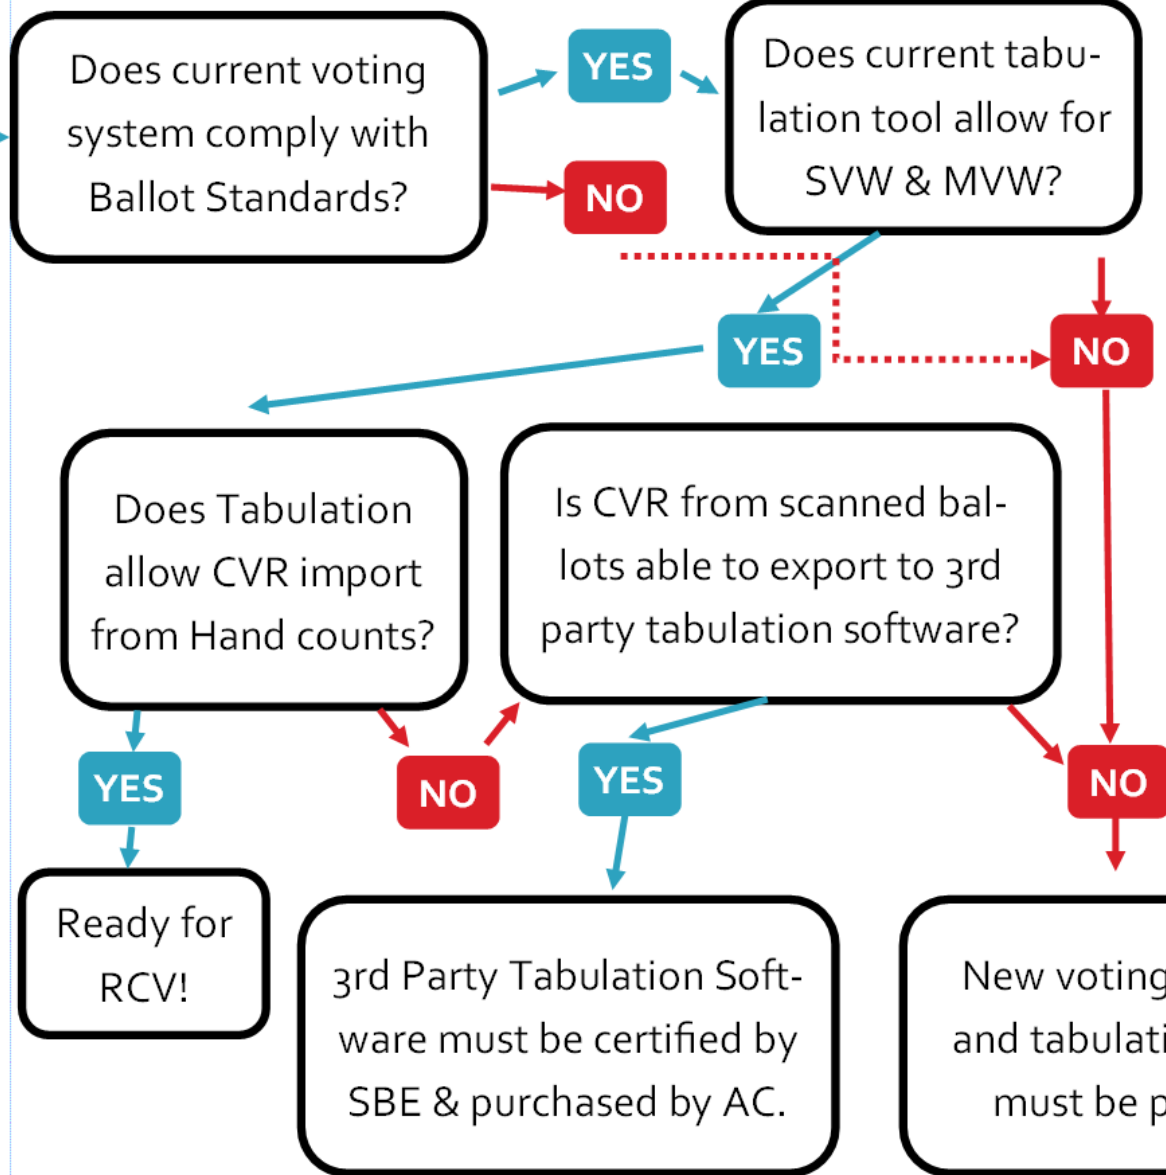 Does current voting
system comply with
Ballot Standards?
YES
NO
Does current tabu-
lation tool allow for
SVW & MVW?
YES
NO
Does Tabulation
allow CVR import
from Hand counts?
Is CVR from scanned bal-
lots able to export to 3rd
party tabulation software?
YES
NO
YES
NO
Ready for
RCV!
3rd Party Tabulation Soft-
ware must be certified by
SBE & purchased by AC.
New voting
and tabulati
must be p